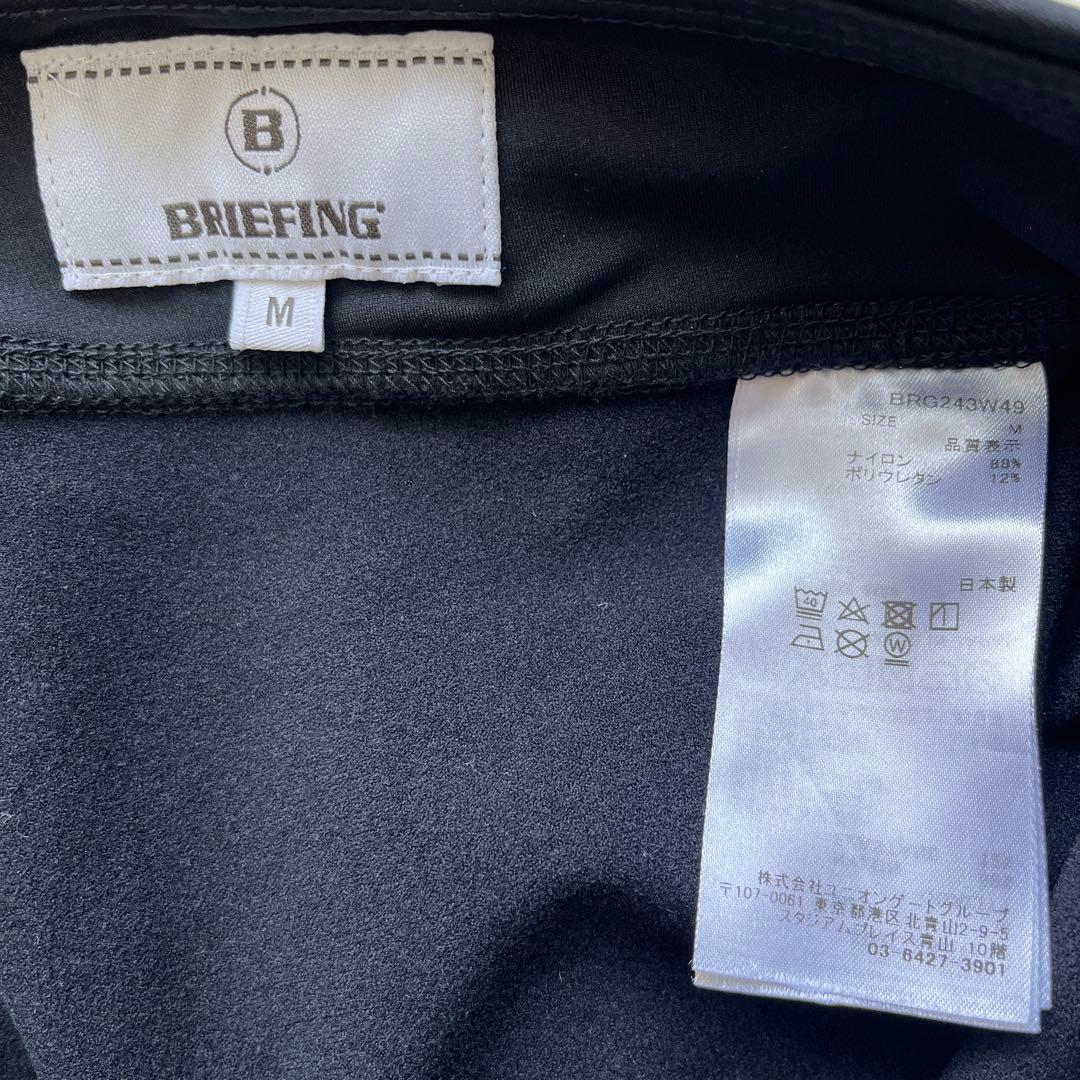 B
BRIEFING
M
BRG243W49
SIZE M
品質表示
ナイロン 88%
ポリウレタン 12%
日本製
40
W
株式会社ユニオンゲートグループ
〒107-0061 東京都港区北青山2-9-5
スタジアムプレイス青山 10階
03 6427-3901